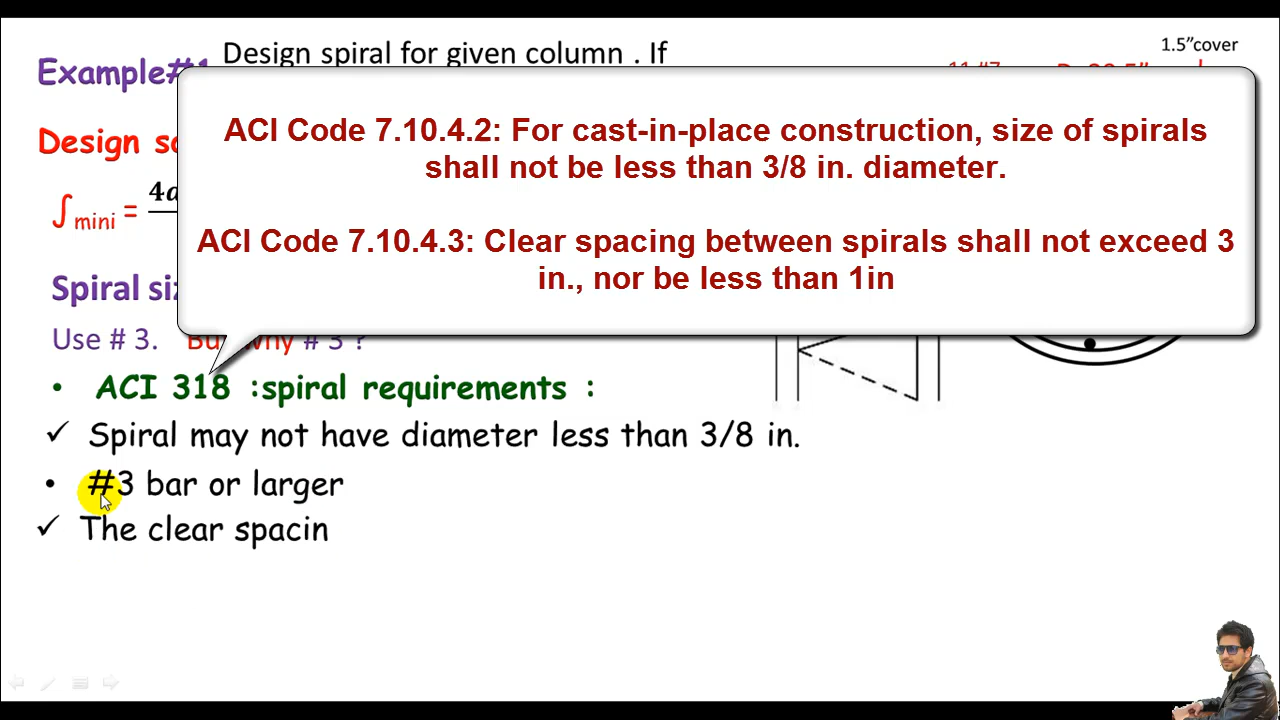 Design spiral for given column . If
1.5”cover
Example#1
ACI Code 7.10.4.2: For cast-in-place construction, size of spirals
shall not be less than 3/8 in. diameter.
ACI Code 7.10.4.3: Clear spacing between spirals shall not exceed 3
in., nor be less than 1in
Design
∫mini =
Spiral
Use # 3. # 3 ?
• ACI 318 :spiral requirements :
✓ Spiral may not have diameter less than 3/8 in.
• #3 bar or larger
✓ The clear spacin